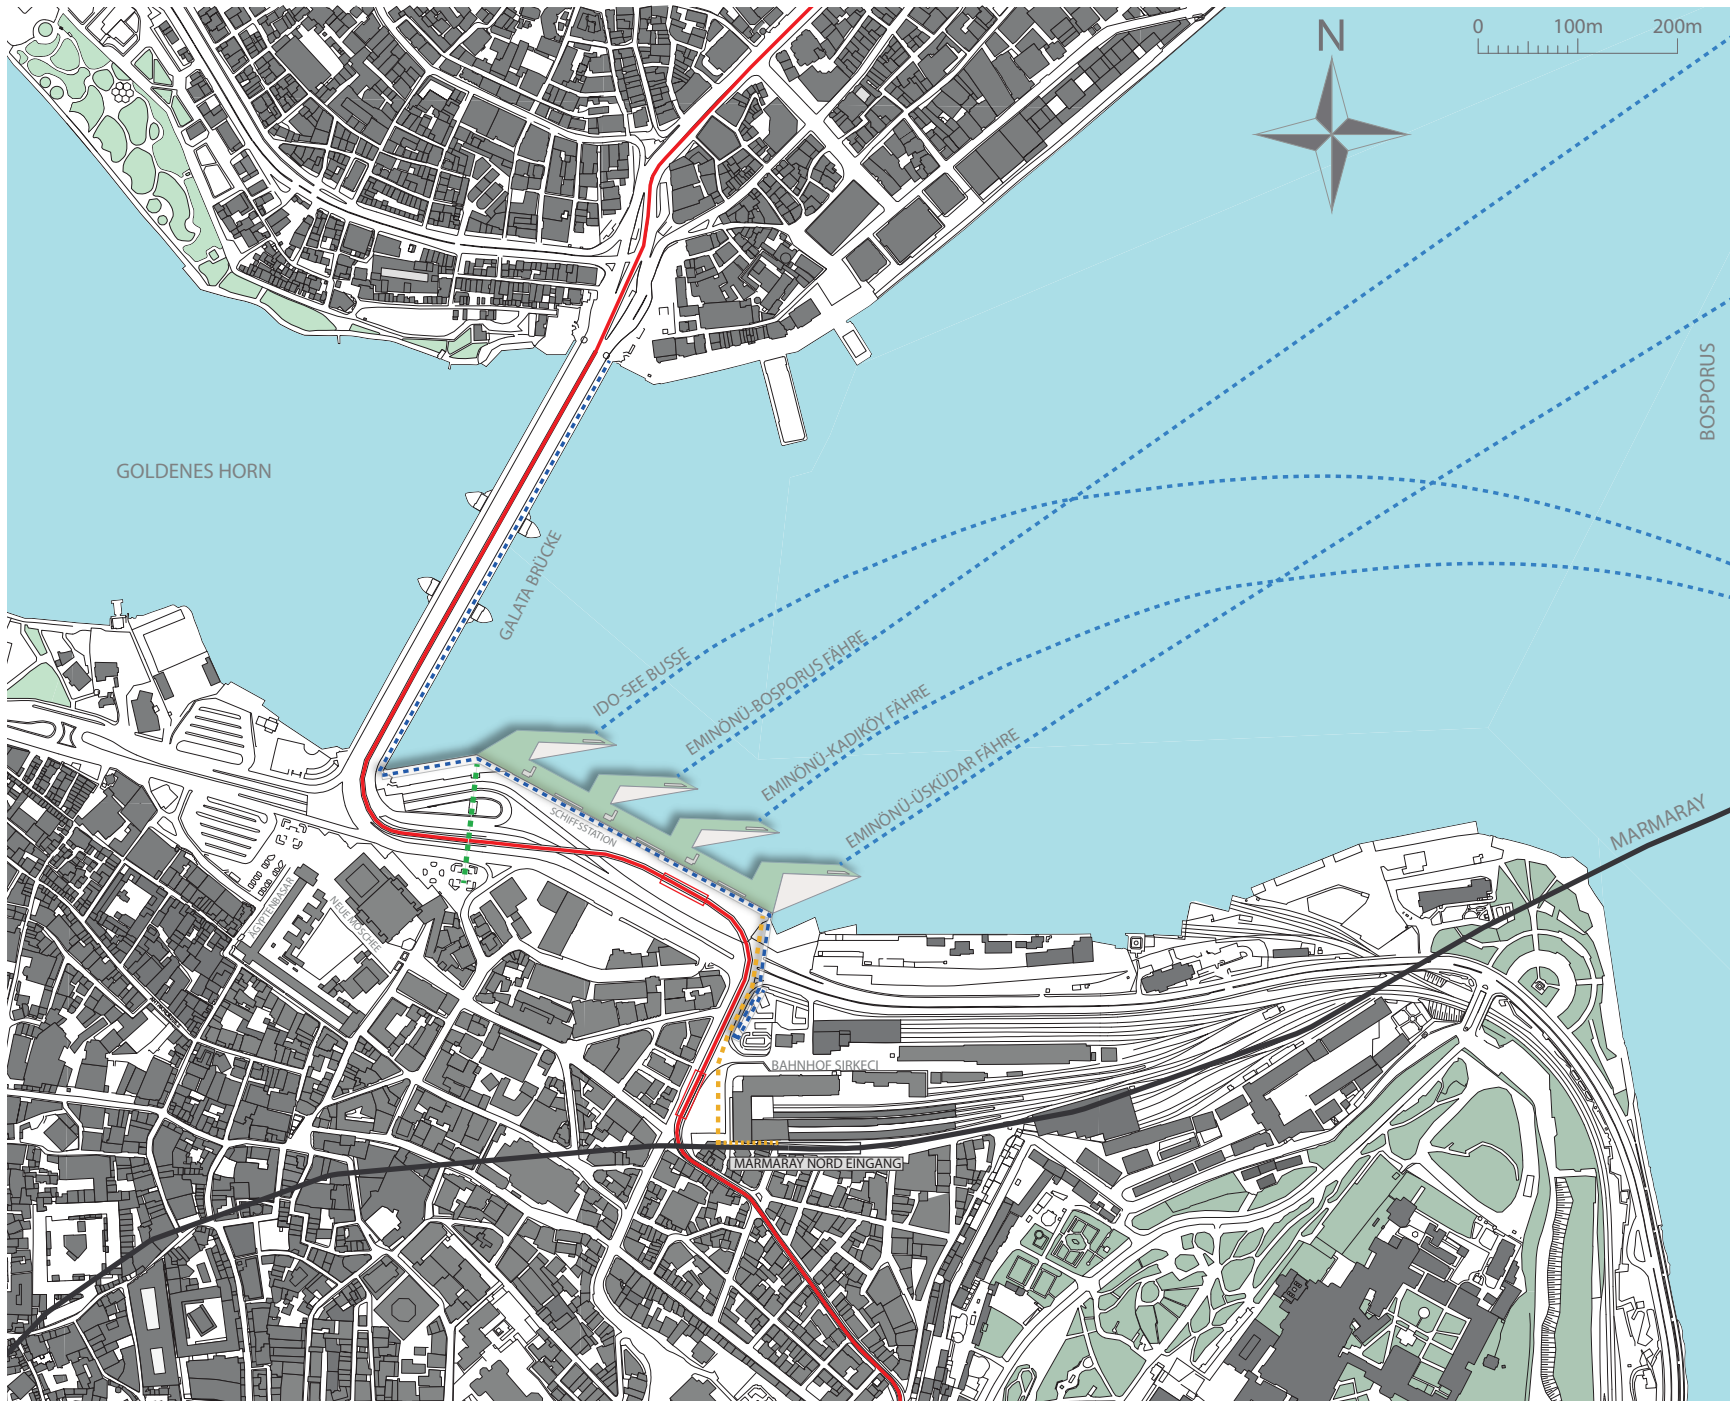 N
0 100m 200m
BOSPORUS
GOLDENES HORN
GALATA BRÜCKE
IDO-SEE BUSSE
EMINÖNÜ-BOSPORUS FÄHRE
EMINÖNÜ-KADIKÖY FÄHRE
EMINÖNÜ-ÜSKÜDAR FÄHRE
SCHIFFSSTATION
MARMARAY
ÄGYPTENBASAR
NEUE MOSCHEE
BAHNHOF SIRKECI
MARMARAY NORD EINGANG